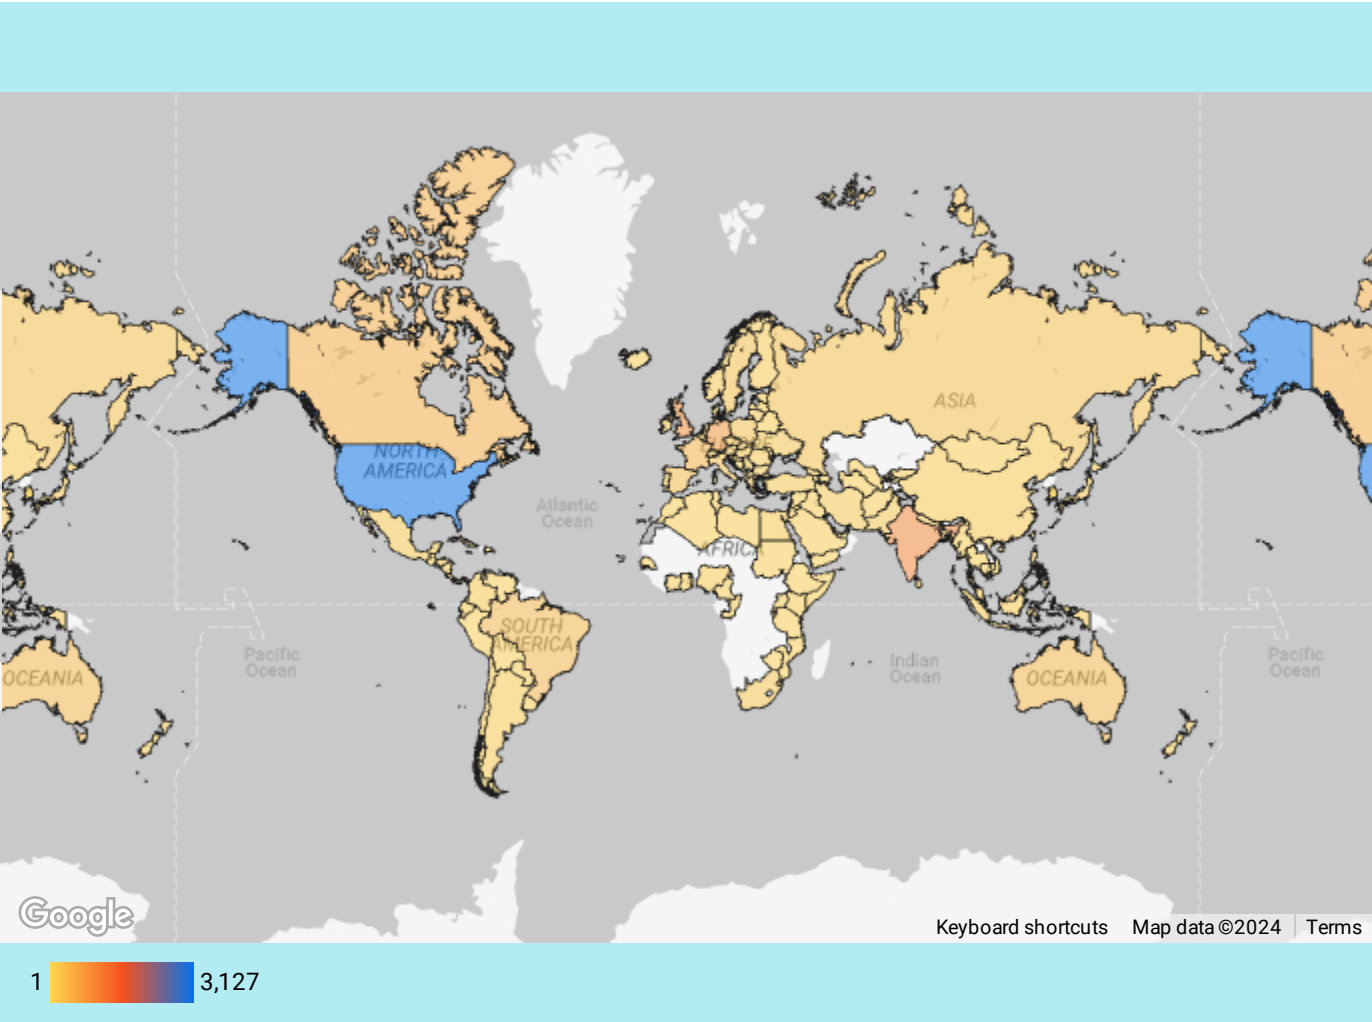 ASIA
NORTH
AMERICA
Atlantic
Ocean
AFRICA
SOUTH
AMERICA
Pacific
Ocean
Indian
Ocean
Pacific
Ocean
OCEANIA
OCEANIA
Google
Keyboard shortcuts
Map data ©2024
Terms
1
3,127